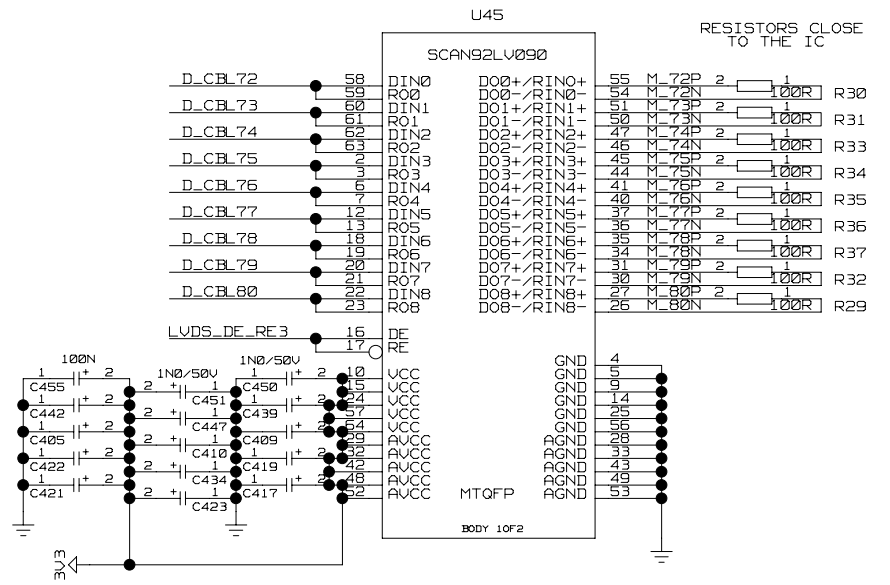 U45
RESISTORS CLOSE
TO THE IC
SCAN92LV090
D_CBL72 58 DIN0 DO0+/RIN0+ 55 M_72P 2 1
59 RO0 DO0-/RIN0- 54 M_72N 100R R30
D_CBL73 60 DIN1 DO1+/RIN1+ 51 M_73P 2 1
61 RO1 DO1-/RIN1- 50 M_73N 100R R31
D_CBL74 62 DIN2 DO2+/RIN2+ 47 M_74P 2 1
63 RO2 DO2-/RIN2- 46 M_74N 100R R33
D_CBL75 2 DIN3 DO3+/RIN3+ 45 M_75P 2 1
3 RO3 DO3-/RIN3- 44 M_75N 100R R34
D_CBL76 6 DIN4 DO4+/RIN4+ 41 M_76P 2 1
7 RO4 DO4-/RIN4- 40 M_76N 100R R35
D_CBL77 12 DIN5 DO5+/RIN5+ 37 M_77P 2 1
13 RO5 DO5-/RIN5- 36 M_77N 100R R36
D_CBL78 18 DIN6 DO6+/RIN6+ 35 M_78P 2 1
19 RO6 DO6-/RIN6- 34 M_78N 100R R37
D_CBL79 20 DIN7 DO7+/RIN7+ 31 M_79P 2 1
21 RO7 DO7-/RIN7- 30 M_79N 100R R32
D_CBL80 22 DIN8 DO8+/RIN8+ 27 M_80P 2 1
23 RO8 DO8-/RIN8- 26 M_80N 100R R29
LVDS_DE_RE3 16 DE
17 RE
100N 1N0/50V 1N0/50V
GND 4
1 + 2 1 + 2 10 VCC GND 5
C455 2 + 1 C450 15 VCC GND 9
C451
1 2 1 2 24 VCC GND 14
C442 2 1 C439 57 VCC GND 25
C447
1 2 1 2 64 VCC GND 56
C405 2 1 C409 29 AVCC AGND 28
C410
1 2 1 2 32 AVCC AGND 33
C422 2 1 C419 42 AVCC AGND 43
C434
1 2 1 2 48 AVCC AGND 49
C421 2 1 C417 52 AVCC AGND 53
C423
MTQFP
BODY 1OF2
3V3